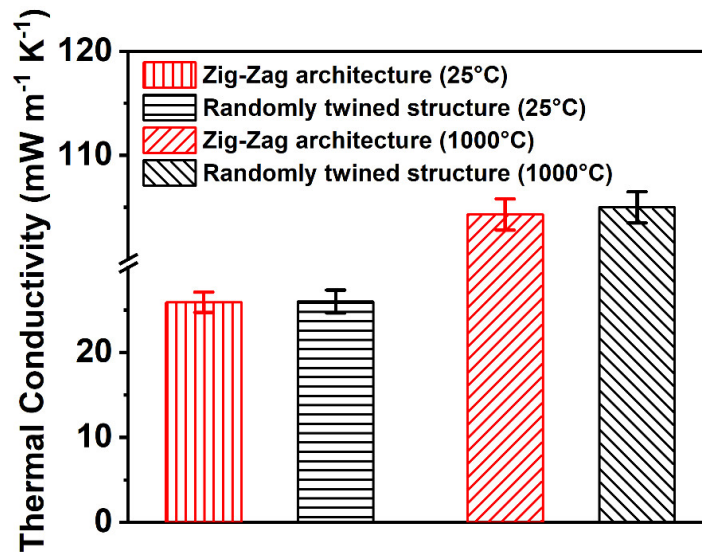 Thermal Conductivity (mW m⁻¹ K⁻¹)
120
110
20
10
0
Zig-Zag architecture (25°C)
Randomly twined structure (25°C)
Zig-Zag architecture (1000°C)
Randomly twined structure (1000°C)